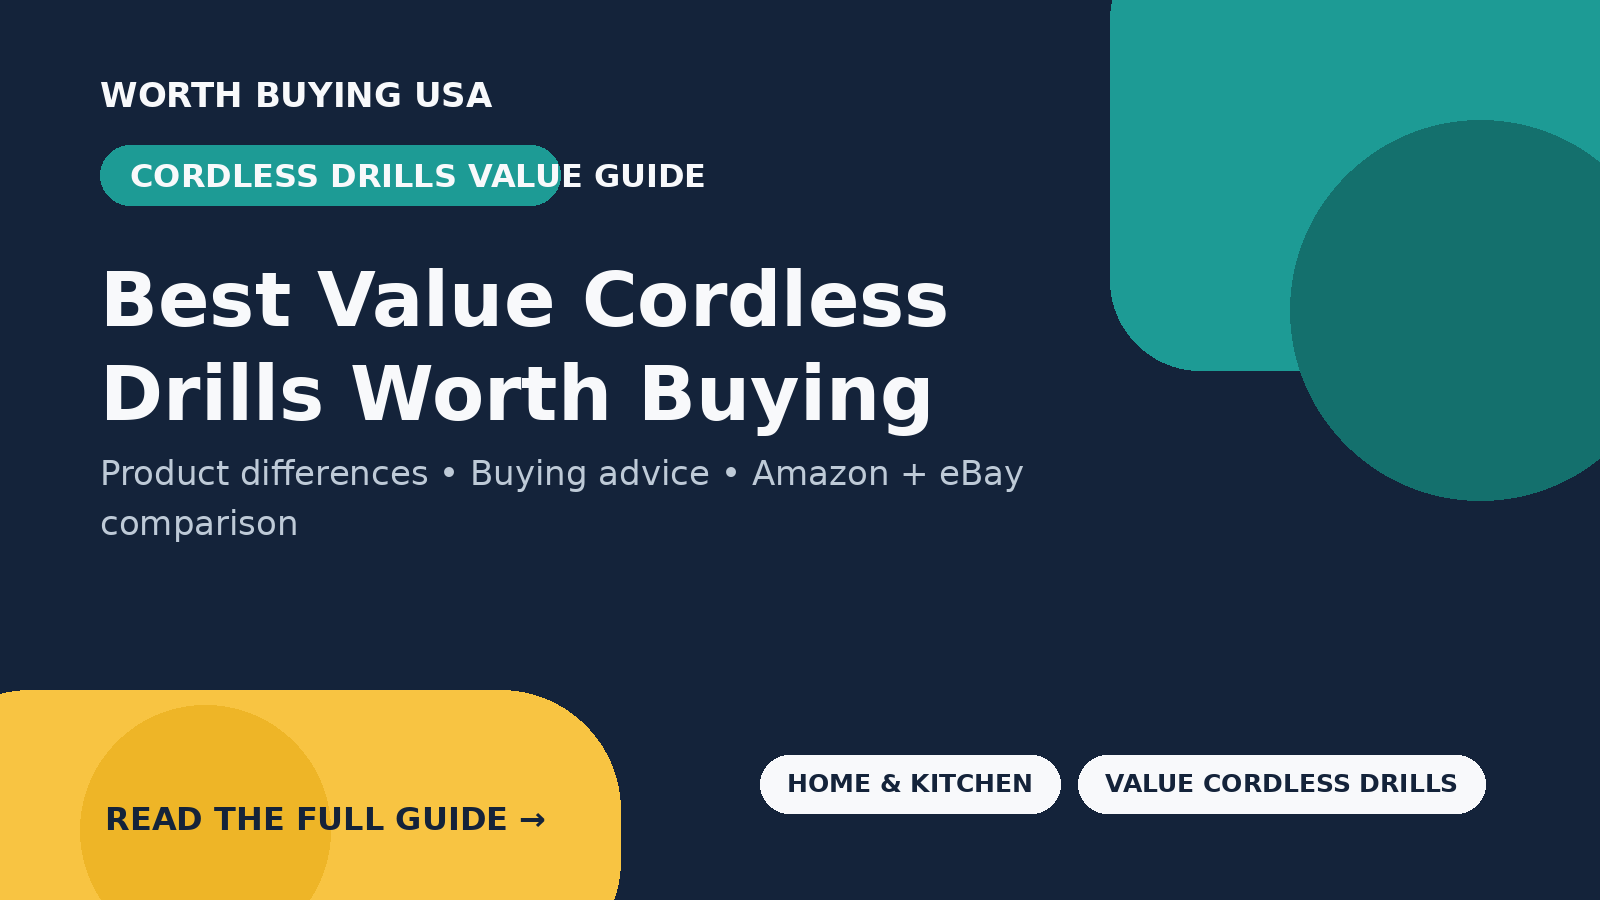 WORTH BUYING USA
CORDLESS DRILLS VALUE GUIDE
Best Value Cordless
Drills Worth Buying
Product differences • Buying advice • Amazon + eBay
comparison
READ THE FULL GUIDE →
HOME & KITCHEN
VALUE CORDLESS DRILLS